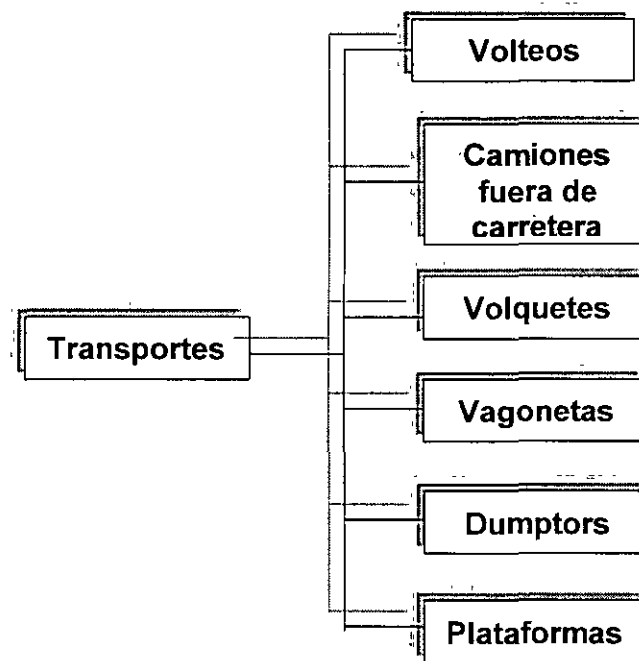 Volteos
Camiones
fuera de
carretera
Volquetes
Transportes
Vagonetas
Dumptors
Plataformas